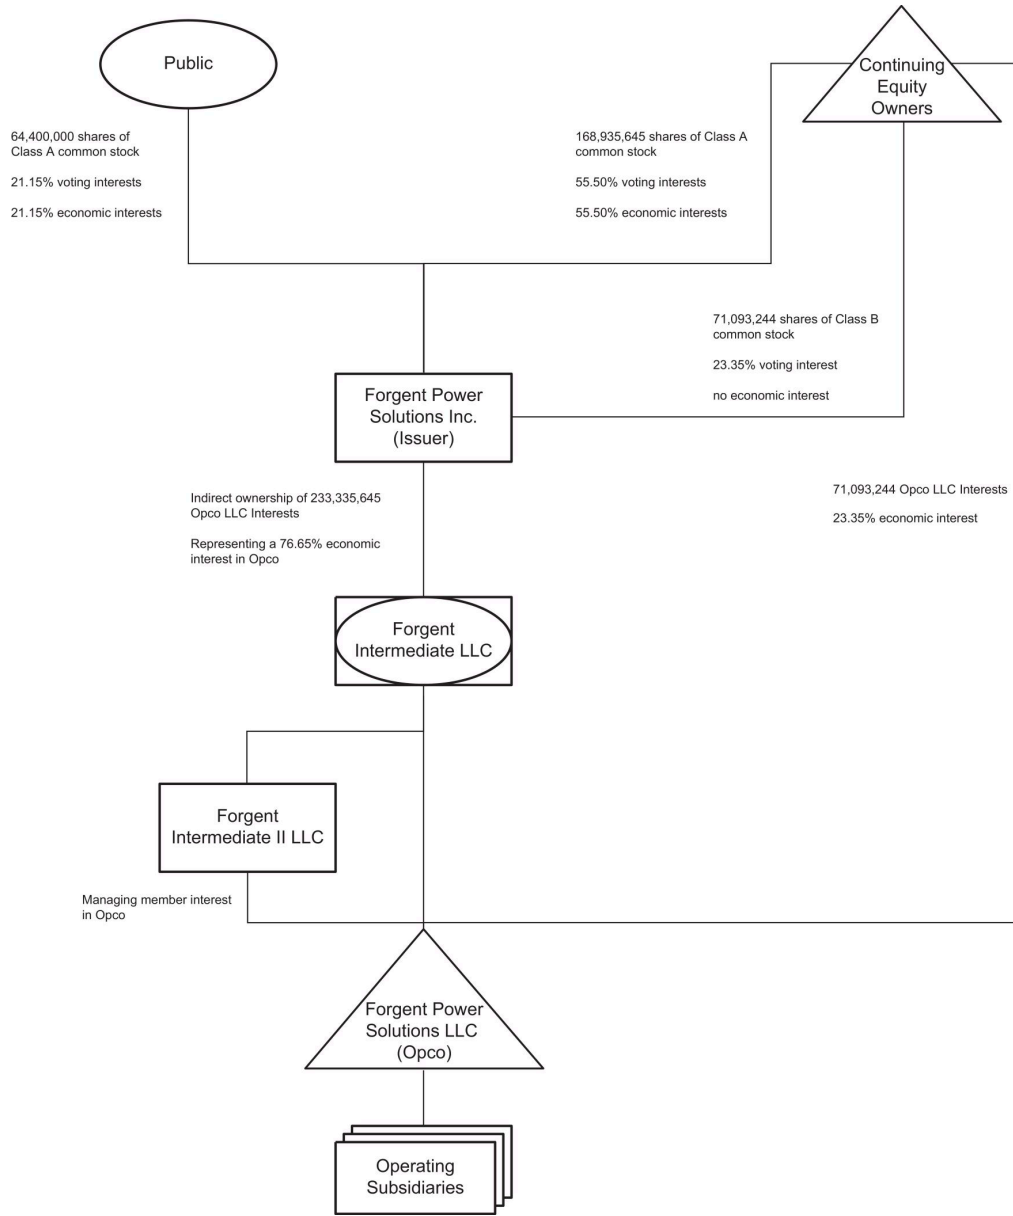 Public
Continuing
Equity
Owners
64,400,000 shares of
Class A common stock
21.15% voting interests
21.15% economic interests
168,935,645 shares of Class A
common stock
55.50% voting interests
55.50% economic interests
71,093,244 shares of Class B
common stock
23.35% voting interest
no economic interest
Forgent Power
Solutions Inc.
(Issuer)
Indirect ownership of 233,335,645
Opco LLC Interests
Representing a 76.65% economic
interest in Opco
71,093,244 Opco LLC Interests
23.35% economic interest
Forgent
Intermediate LLC
Forgent
Intermediate II LLC
Managing member interest
in Opco
Forgent Power
Solutions LLC
(Opco)
Operating
Subsidiaries